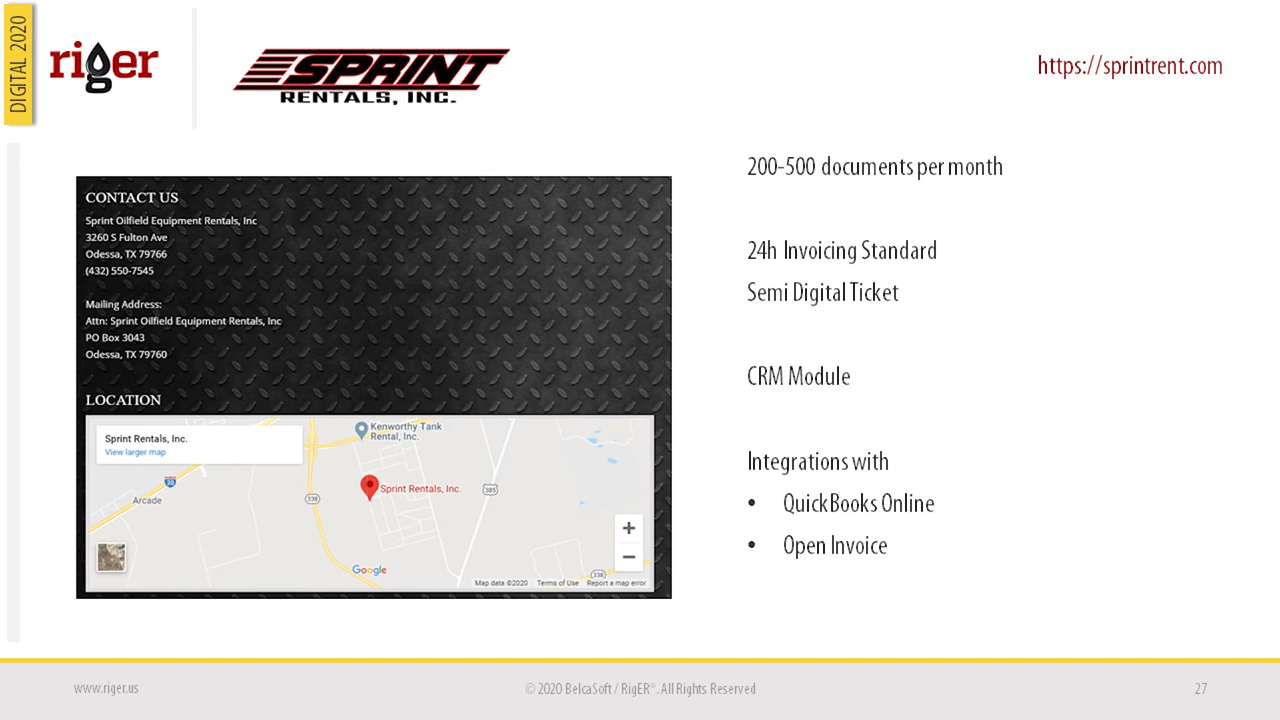 DIGITAL 2020
riger
SPRINT
RENTALS, INC.
https://sprintrent.com
CONTACT US
Sprint Oilfield Equipment Rentals, Inc
3260 S Fulton Ave
Odessa, TX 79766
(432) 550-7545
Mailing Address:
Attn: Sprint Oilfield Equipment Rentals, Inc
PO Box 3043
Odessa, TX 79760
LOCATION
Sprint Rentals, Inc.
View larger map
Kenworthy Tank
Rental, Inc.
20
Arcade
338
Sprint Rentals, Inc.
385
+
−
Google
338
Map data ©2020 Terms of Use Report a map error
200-500 documents per month
24h Invoicing Standard
Semi Digital Ticket
CRM Module
Integrations with
• QuickBooks Online
• Open Invoice
www.riger.us
© 2020 BelcaSoft / RigER®. All Rights Reserved
27